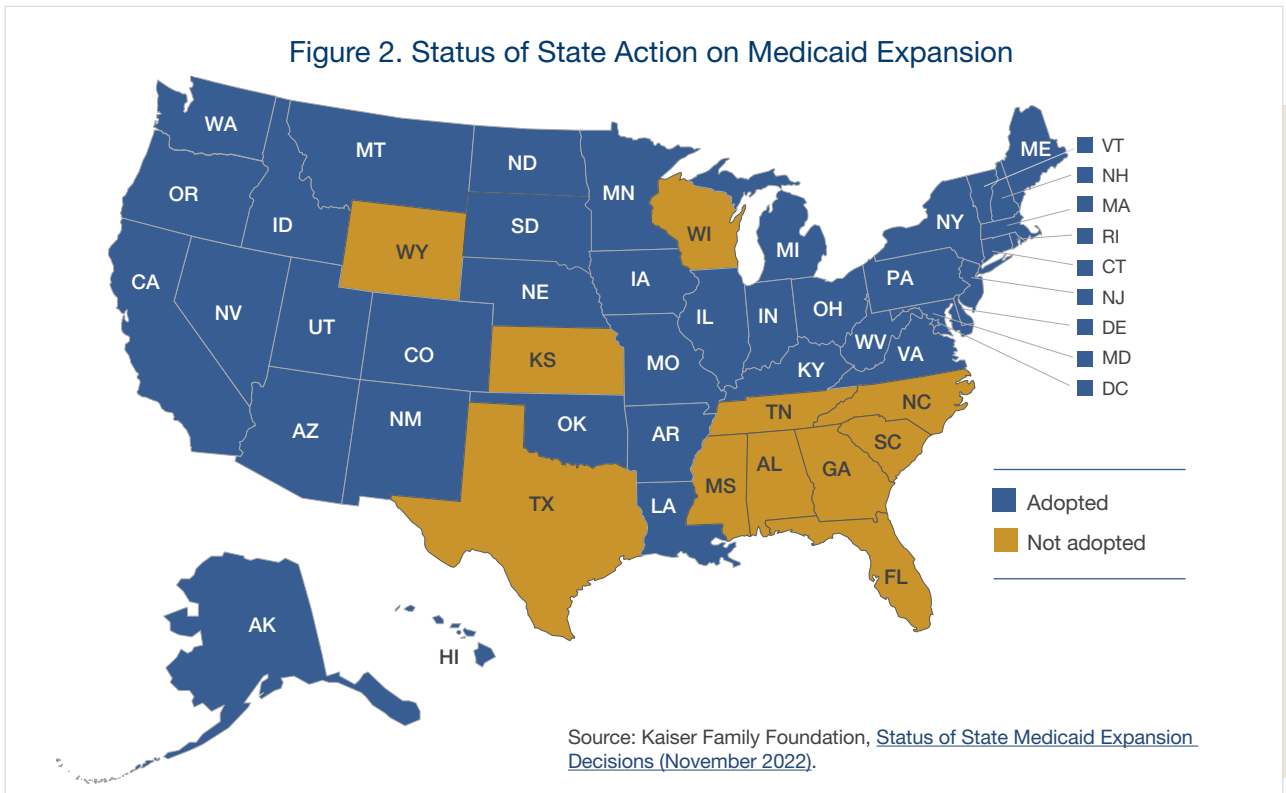 Figure 2. Status of State Action on Medicaid Expansion
WA
MT
ND
MN
OR
ID
SD
WY
WI
MI
NY
ME
VT
NH
MA
RI
CT
NJ
DE
MD
DC
CA
NV
UT
CO
NE
KS
IA
IL
IN
OH
PA
MO
KY
WV
VA
AZ
NM
OK
AR
TN
NC
SC
TX
LA
MS
AL
GA
FL
AK
HI
Adopted
Not adopted
Source: Kaiser Family Foundation, Status of State Medicaid Expansion
Decisions (November 2022).